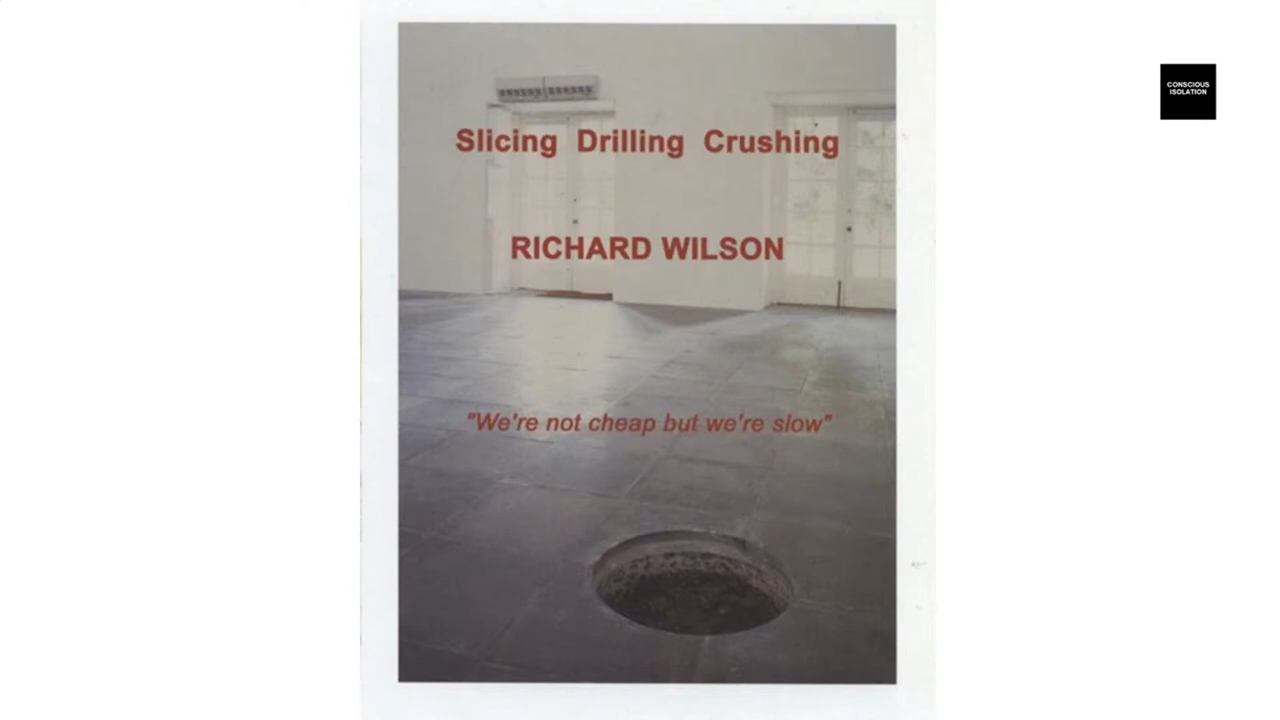 Slicing Drilling Crushing
RICHARD WILSON
"We're not cheap but we're slow"
CONSCIOUS
ISOLATION